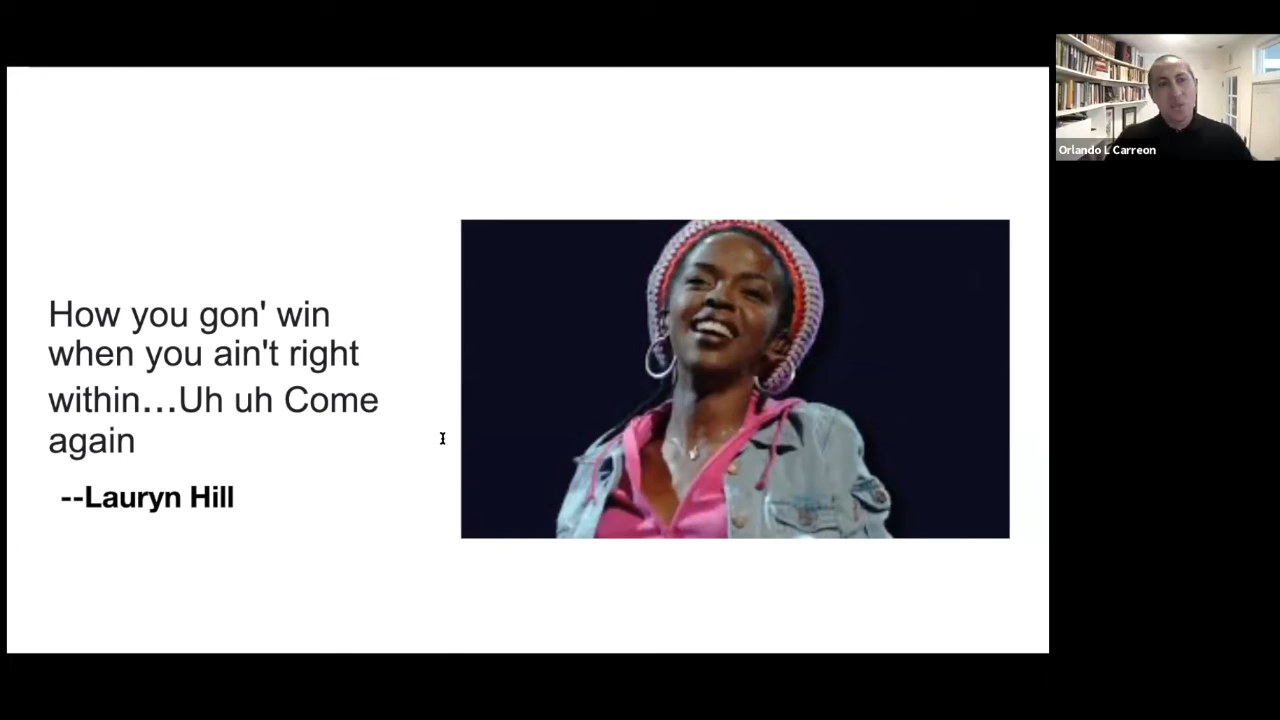 How you gon' win
when you ain't right
within…Uh uh Come
again
--Lauryn Hill
Orlando L Carreon